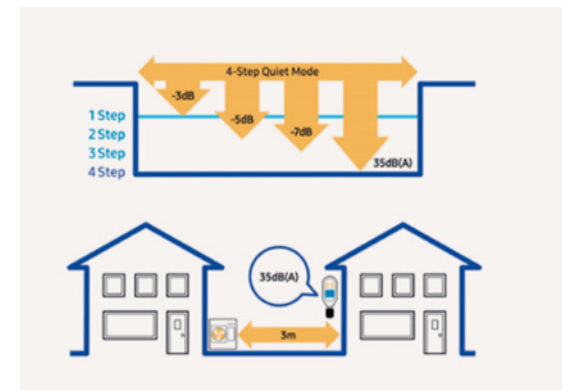 4-Step Quiet Mode
-3dB
-5dB
-7dB
35dB(A)
1 Step
2 Step
3 Step
4 Step
35dB(A)
3m